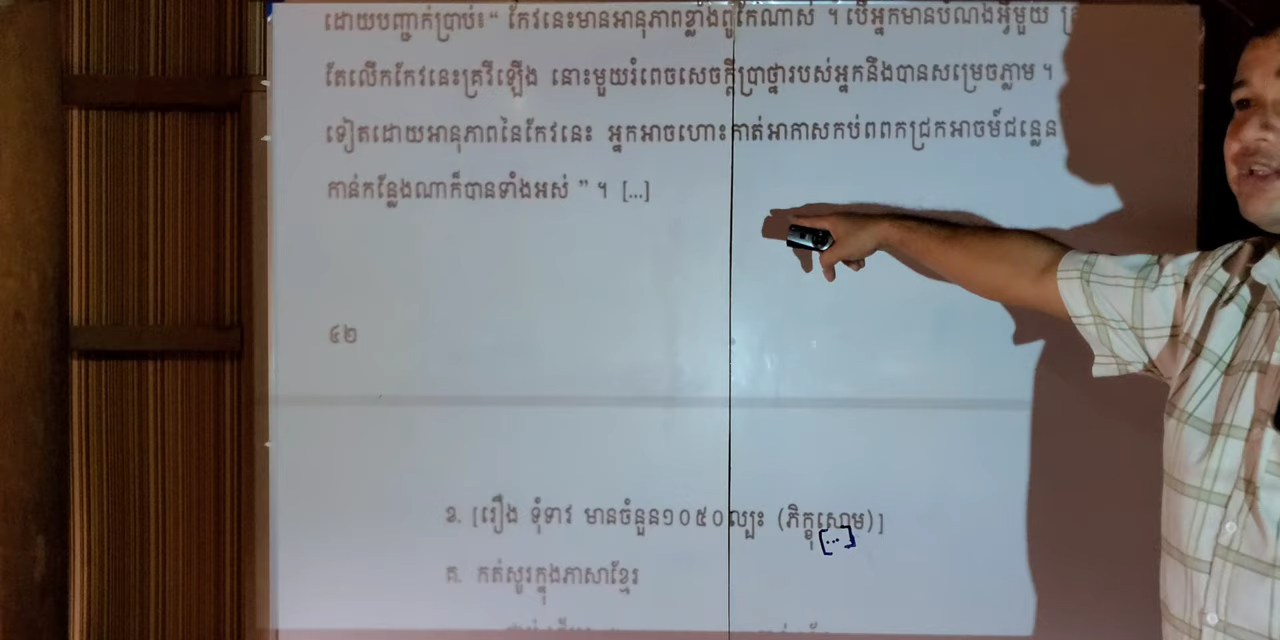 ដោយបញ្ជាក់ប្រាប់៖“ កែវនេះមានអានុភាពខ្លាំងពូកែណាស់ ។ បើអ្នកមានបំណងអ្វីមួយ
តែលើកកែវនេះគ្រវីឡើង នោះមួយរំពេចសេចក្តីប្រាថ្នារបស់អ្នកនឹងបានសម្រេចភ្លាម ។
ទៀតដោយអានុភាពនៃកែវនេះ អ្នកអាចហោះកាត់អាកាសកប់ពពកជ្រកអាចម៍ជន្លេន
កាន់កន្លែងណាក៏បានទាំងអស់ ” ។ [...]
៤២
ខ. [រឿង ទុំទាវ មានចំនួន១០៥០ល្បះ (ភិក្ខុសោម)]
[...]
គ. កត់សូរក្នុងភាសាខ្មែរ